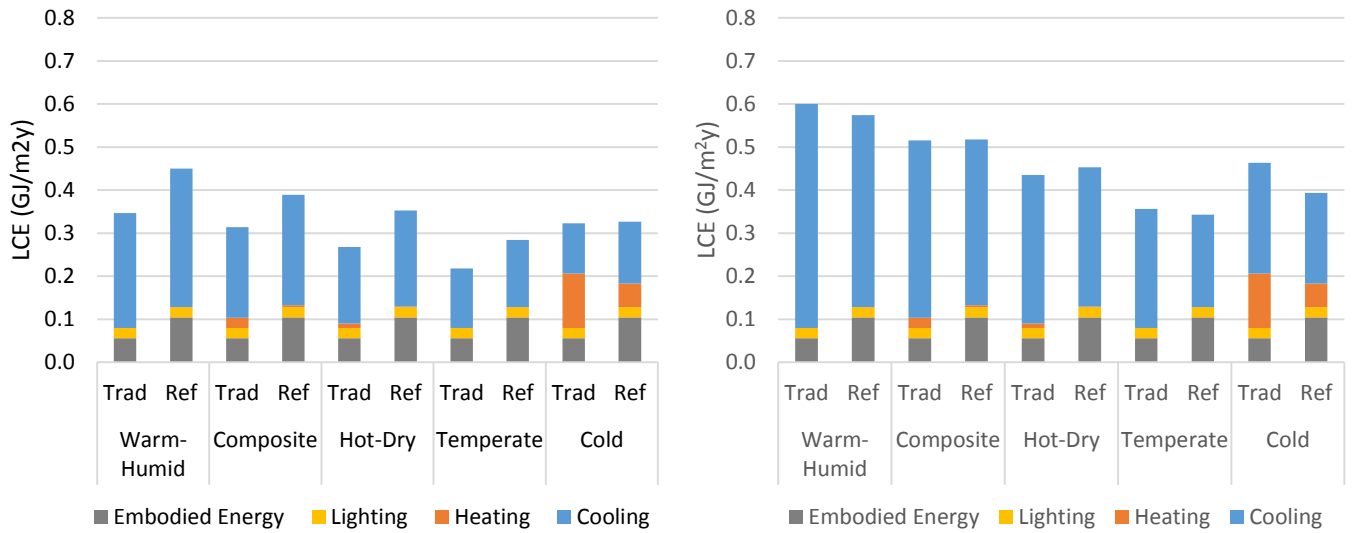 0.8
0.7
0.6
0.5
0.4
0.3
0.2
0.1
0.0
LCE (GJ/m2y)
Trad Ref Trad Ref Trad Ref Trad Ref Trad Ref
Warm-Humid Composite Hot-Dry Temperate Cold
Embodied Energy Lighting Heating Cooling
0.8
0.7
0.6
0.5
0.4
0.3
0.2
0.1
0.0
LCE (GJ/m²y)
Trad Ref Trad Ref Trad Ref Trad Ref Trad Ref
Warm-Humid Composite Hot-Dry Temperate Cold
Embodied Energy Lighting Heating Cooling